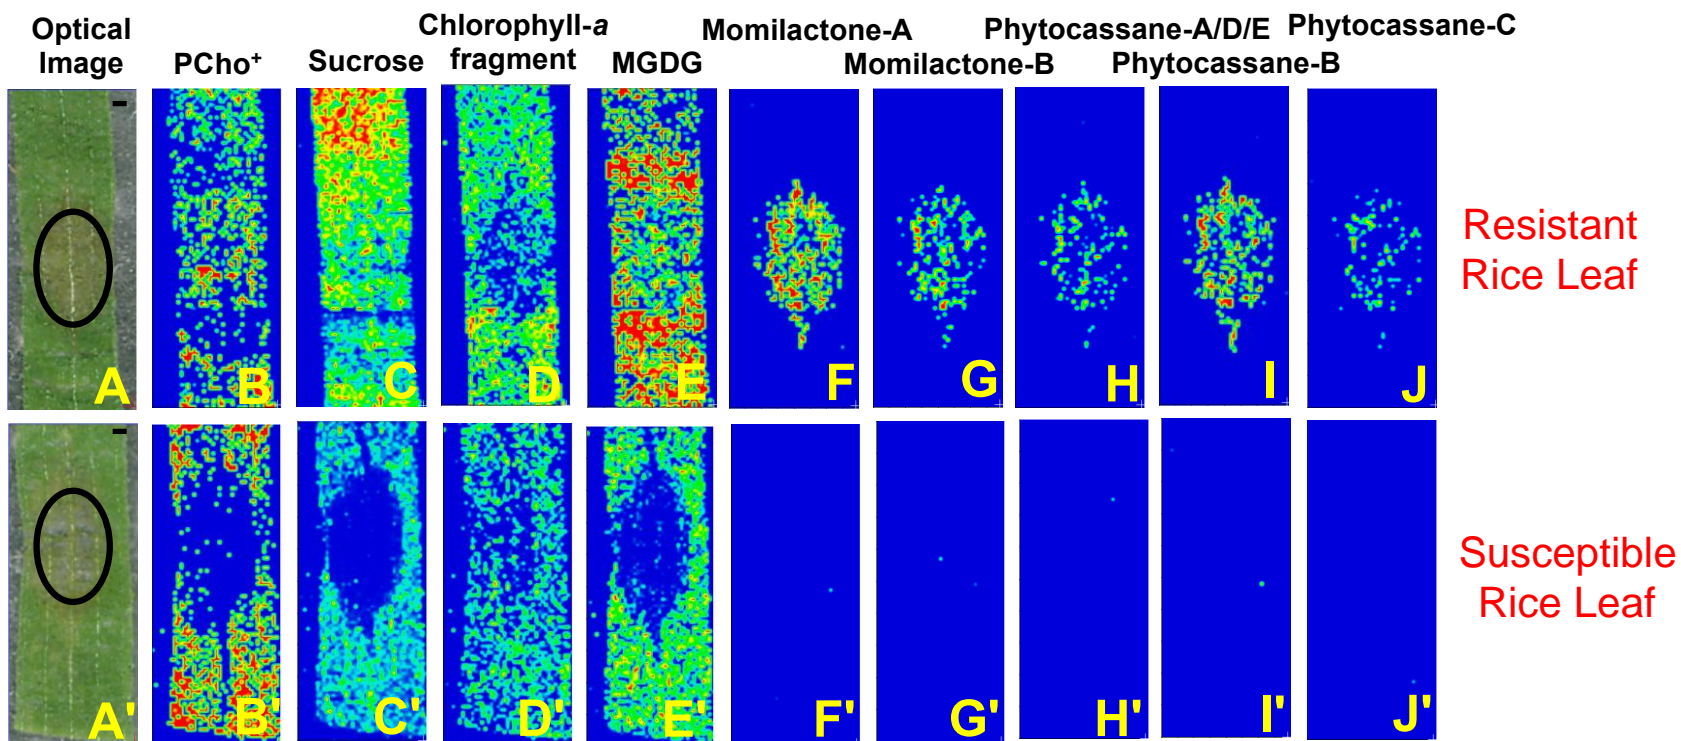 Optical
Image
PCho⁺
Sucrose
Chlorophyll-a
fragment
MGDG
Momilactone-A
Momilactone-B
Phytocassane-A/D/E
Phytocassane-B
Phytocassane-C
A
B
C
D
E
F
G
H
I
J
Resistant
Rice Leaf
A'
B'
C'
D'
E'
F'
G'
H'
I'
J'
Susceptible
Rice Leaf